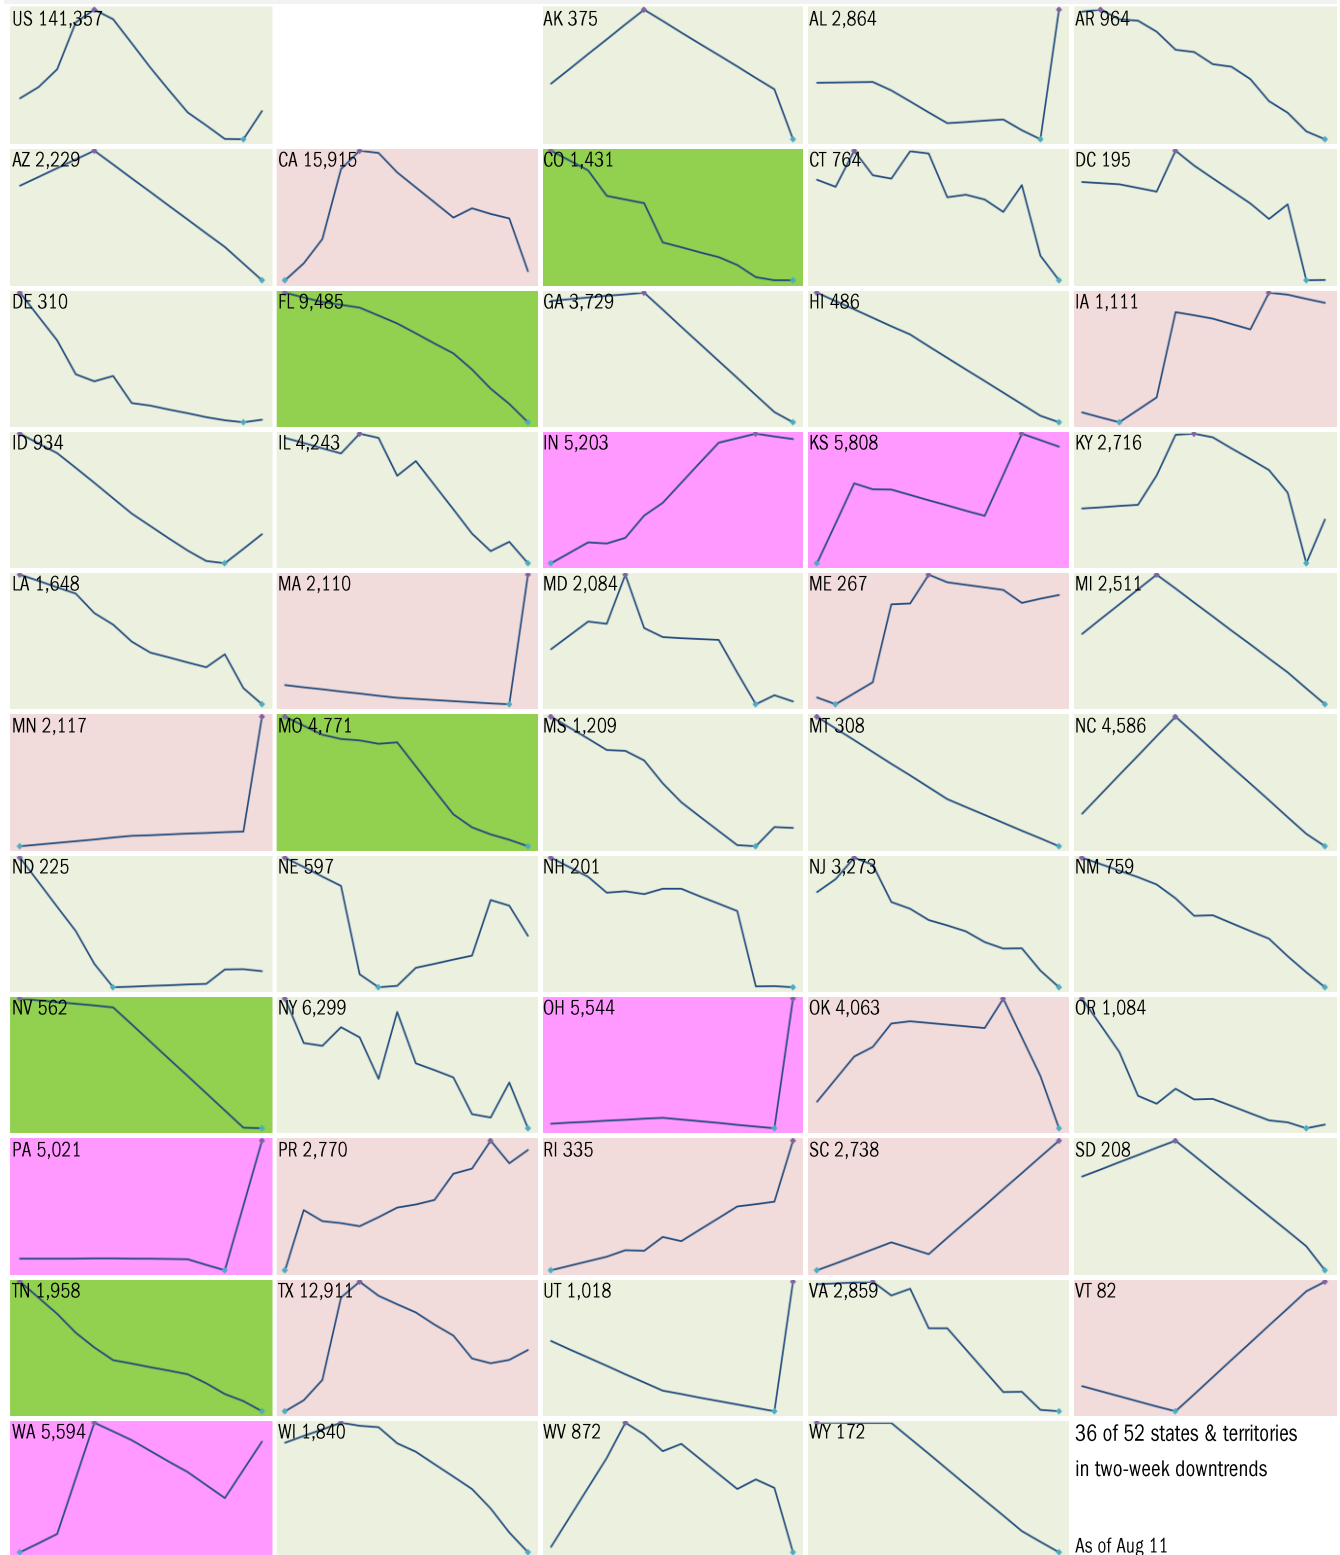 US 141,357
AK 375
AL 2,864
AR 964
AZ 2,229
CA 15,915
CO 1,431
CT 764
DC 195
DE 310
FL 9,485
GA 3,729
HI 486
IA 1,111
ID 934
IL 4,243
IN 5,203
KS 5,808
KY 2,716
LA 1,648
MA 2,110
MD 2,084
ME 267
MI 2,511
MN 2,117
MO 4,771
MS 1,209
MT 308
NC 4,586
ND 225
NE 597
NH 201
NJ 3,273
NM 759
NV 562
NY 6,299
OH 5,544
OK 4,063
OR 1,084
PA 5,021
PR 2,770
RI 335
SC 2,738
SD 208
TN 1,958
TX 12,911
UT 1,018
VA 2,859
VT 82
WA 5,594
WI 1,840
WV 872
WY 172
36 of 52 states & territories
in two-week downtrends
As of Aug 11